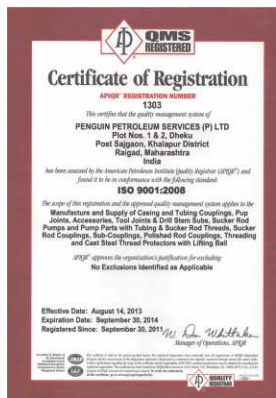 QMS
REGISTERED
Certificate of Registration
APIQR® REGISTRATION NUMBER
1303
This certifies that the quality management system of
PENGUIN PETROLEUM SERVICES (P) LTD
Plot Nos. 1 & 2, Dheku
Post Sajgaon, Khalapur District
Raigad, Maharashtra
India
has been assessed by the American Petroleum Institute Quality Registrar (APIQR®) and
found it to be in conformance with the following standard:
ISO 9001:2008
The scope of this registration and the approved quality management system applies to the
Manufacture and Supply of Casing and Tubing Couplings, Pup
Joints, Accessories, Tool Joints & Drill Stem Subs, Sucker Rod
Pumps and Pump Parts with Tubing & Sucker Rod Threads, Sucker
Rod Couplings, Sub-Couplings, Polished Rod Couplings, Threading
and Cast Steel Thread Protectors with Lifting Bail
APIQR® approves the organization's justification for excluding:
No Exclusions Identified as Applicable
Effective Date: August 14, 2013
Expiration Date: September 30, 2014
Registered Since: September 30, 2011
Manager of Operations, APIQR
QUALITY
REGISTRAR